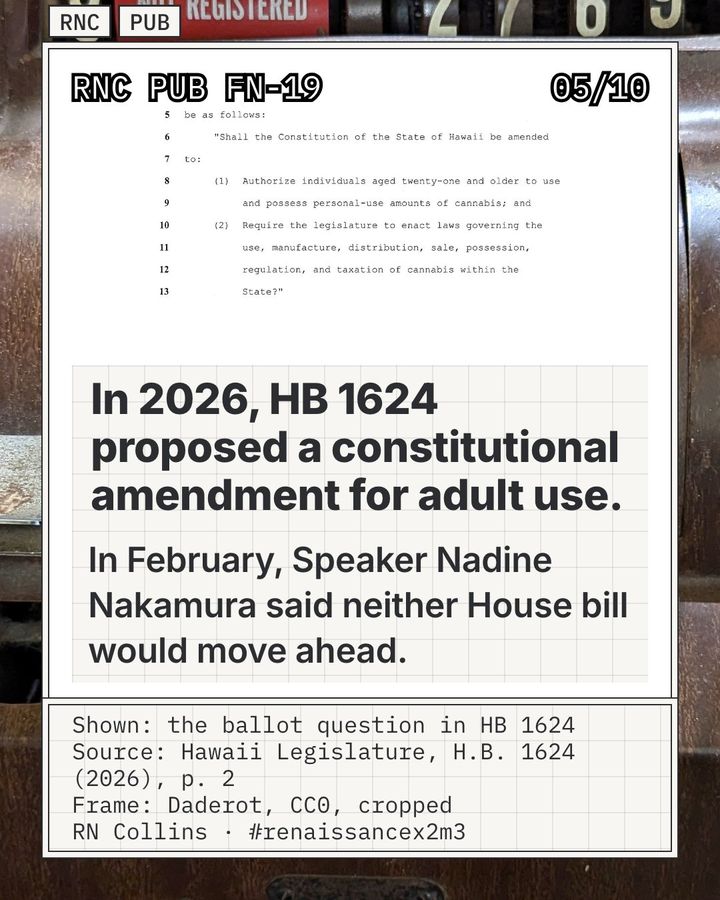 NOT REGISTERED
2 6 9
RNC PUB
RNC PUB FN-19 05/10
5 be as follows:
6 "Shall the Constitution of the State of Hawaii be amended
7 to:
8 (1) Authorize individuals aged twenty-one and older to use
9 and possess personal-use amounts of cannabis; and
10 (2) Require the legislature to enact laws governing the
11 use, manufacture, distribution, sale, possession,
12 regulation, and taxation of cannabis within the
13 State?"
In 2026, HB 1624
proposed a constitutional
amendment for adult use.
In February, Speaker Nadine
Nakamura said neither House bill
would move ahead.
Shown: the ballot question in HB 1624
Source: Hawaii Legislature, H.B. 1624
(2026), p. 2
Frame: Daderot, CC0, cropped
RN Collins · #renaissancex2m3